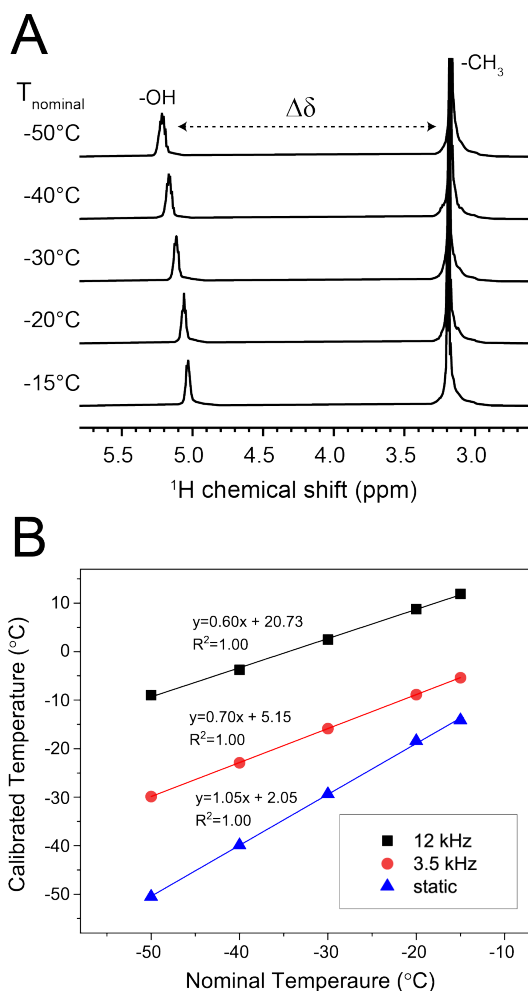 A
T nominal
-OH
-CH3
Δδ
-50°C
-40°C
-30°C
-20°C
-15°C
5.5 5.0 4.5 4.0 3.5 3.0
1H chemical shift (ppm)
B
10
0
-10
-20
-30
-40
-50
Calibrated Temperature (°C)
y=0.60x + 20.73
R2=1.00
y=0.70x + 5.15
R2=1.00
y=1.05x + 2.05
R2=1.00
12 kHz
3.5 kHz
static
-50 -40 -30 -20 -10
Nominal Temperaure (°C)